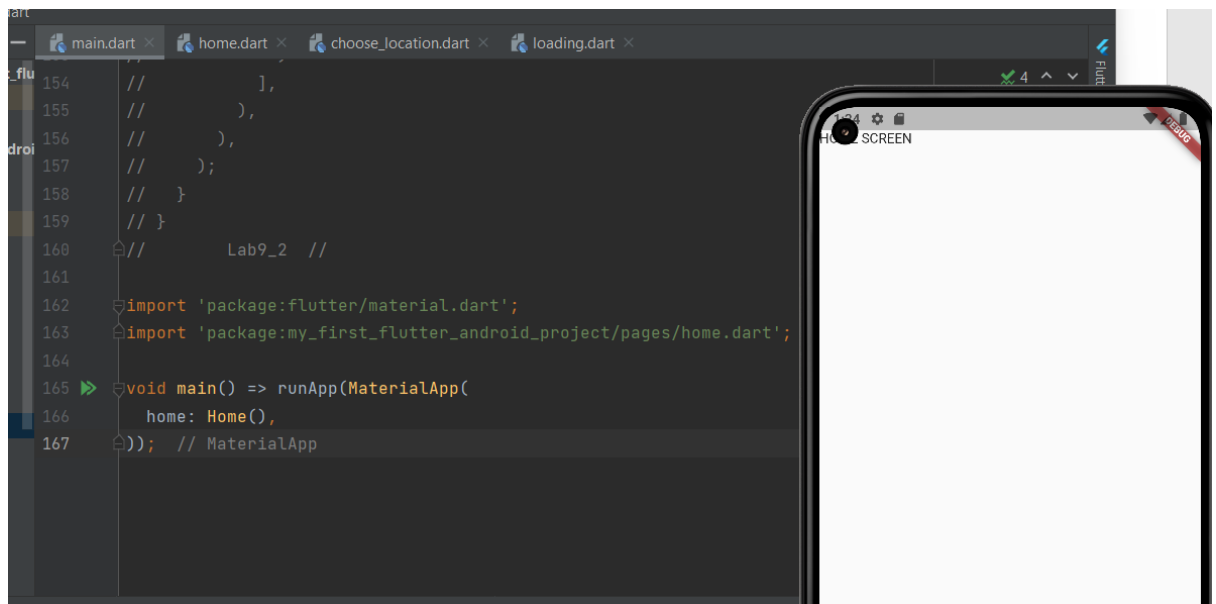 main.dart home.dart choose_location.dart loading.dart
154 // ],
155 // ),
156 // ),
157 // );
158 // }
159 // }
160 // Lab9_2 //
161
162 import 'package:flutter/material.dart';
163 import 'package:my_first_flutter_android_project/pages/home.dart';
164
165 void main() => runApp(MaterialApp(
166 home: Home(),
167 )); // MaterialApp
4
DEBUG
SCREEN